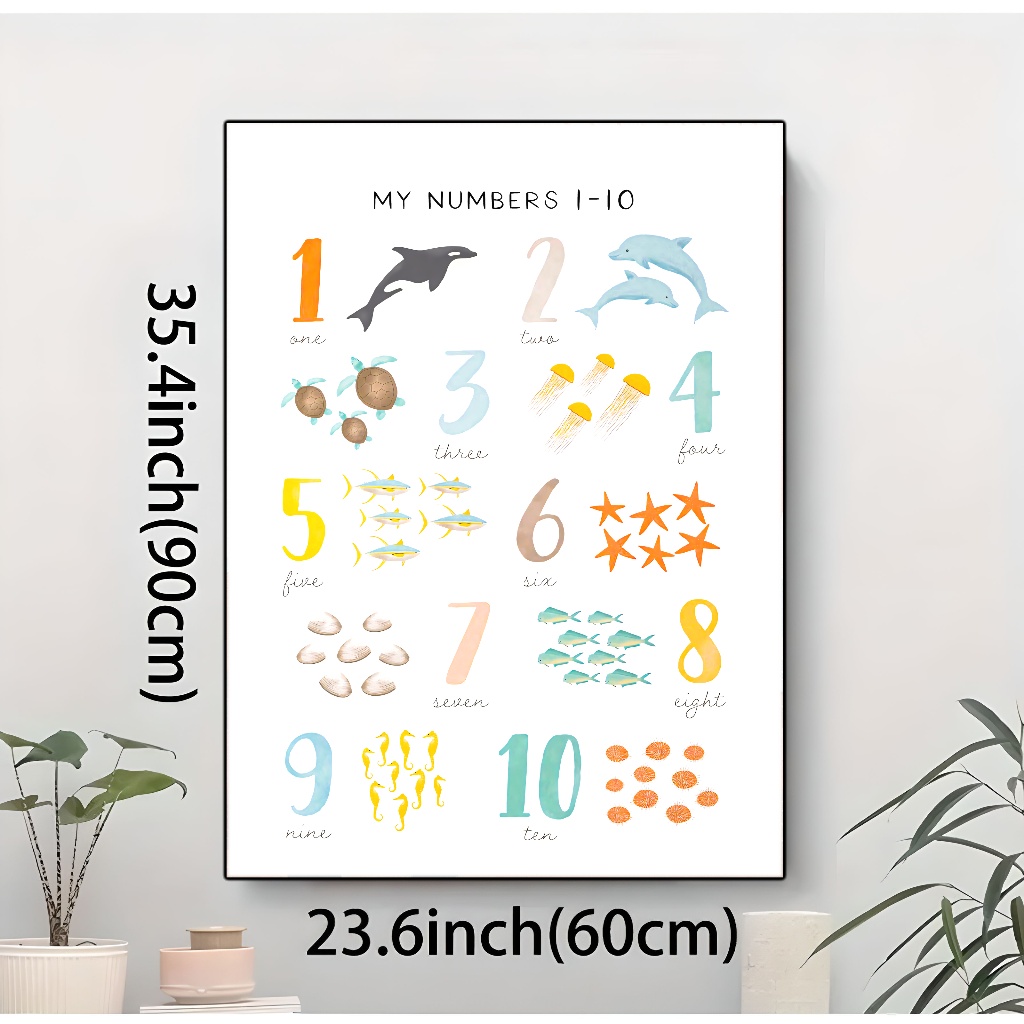 MY NUMBERS 1-10
1
one
2
two
3
three
4
four
5
five
6
six
7
seven
8
eight
9
nine
10
ten
35.4inch(90cm)
23.6inch(60cm)